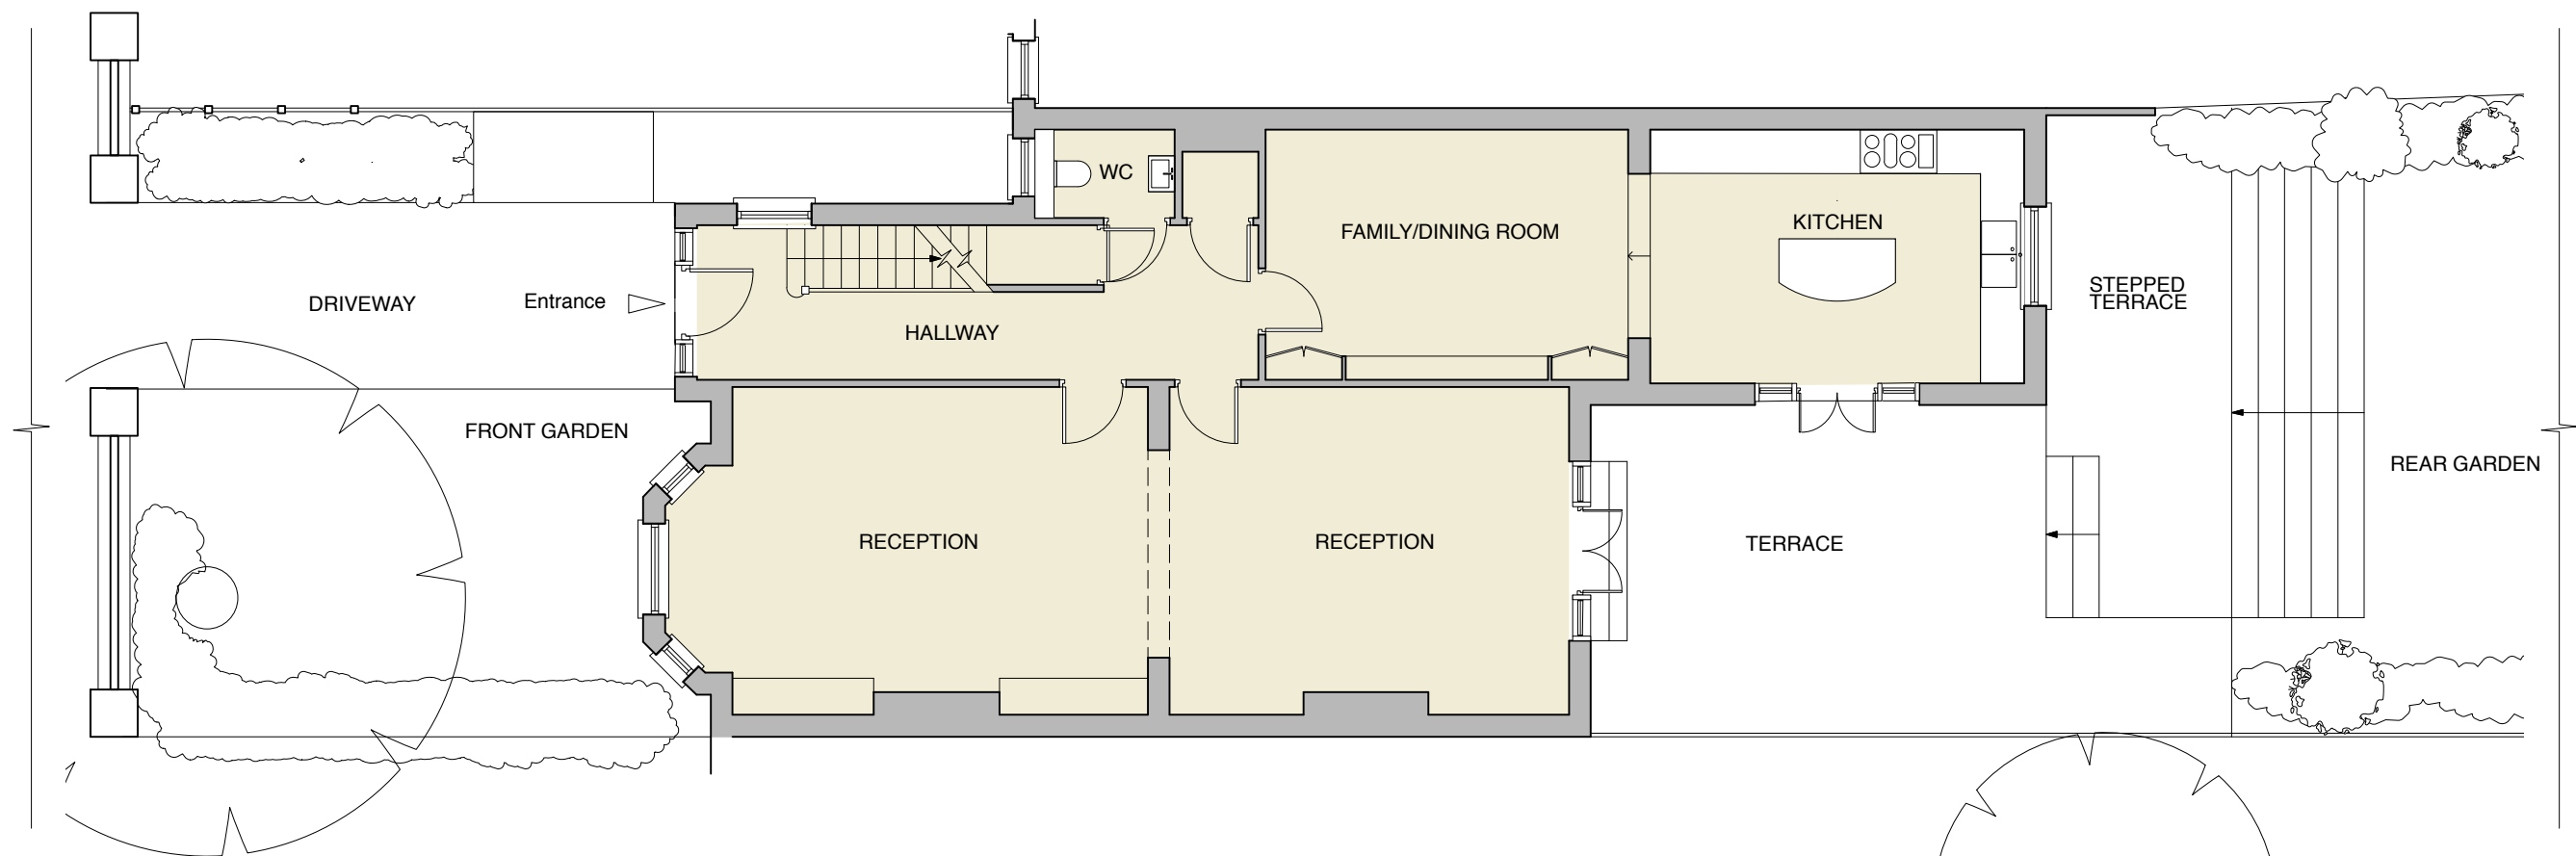 WC
FAMILY/DINING ROOM
KITCHEN
STEPPED
TERRACE
DRIVEWAY
Entrance
HALLWAY
FRONT GARDEN
REAR GARDEN
RECEPTION
RECEPTION
TERRACE